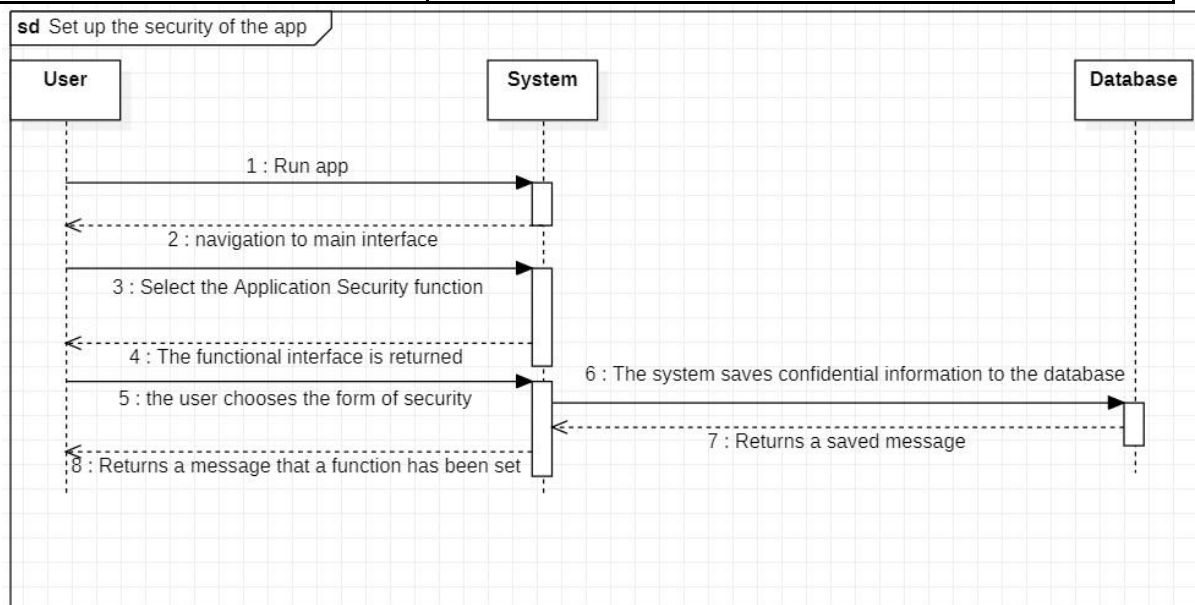 sd Set up the security of the app
User
System
Database
1 : Run app
2 : navigation to main interface
3 : Select the Application Security function
4 : The functional interface is returned
6 : The system saves confidential information to the database
5 : the user chooses the form of security
7 : Returns a saved message
8 : Returns a message that a function has been set